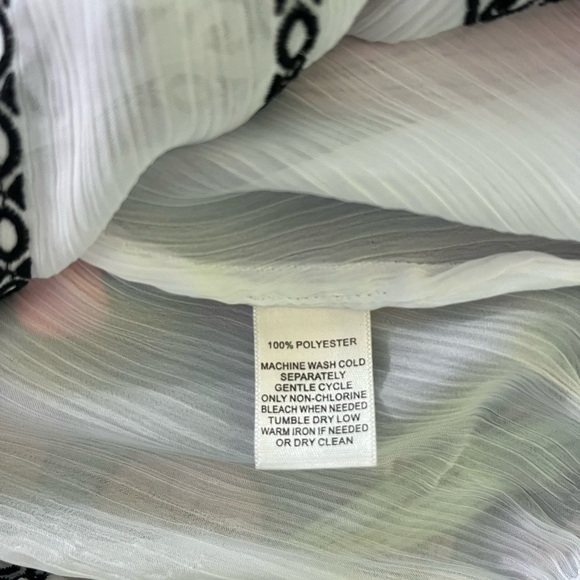 100% POLYESTER
MACHINE WASH COLD
SEPARATELY
GENTLE CYCLE
ONLY NON-CHLORINE
BLEACH WHEN NEEDED
TUMBLE DRY LOW
WARM IRON IF NEEDED
OR DRY CLEAN